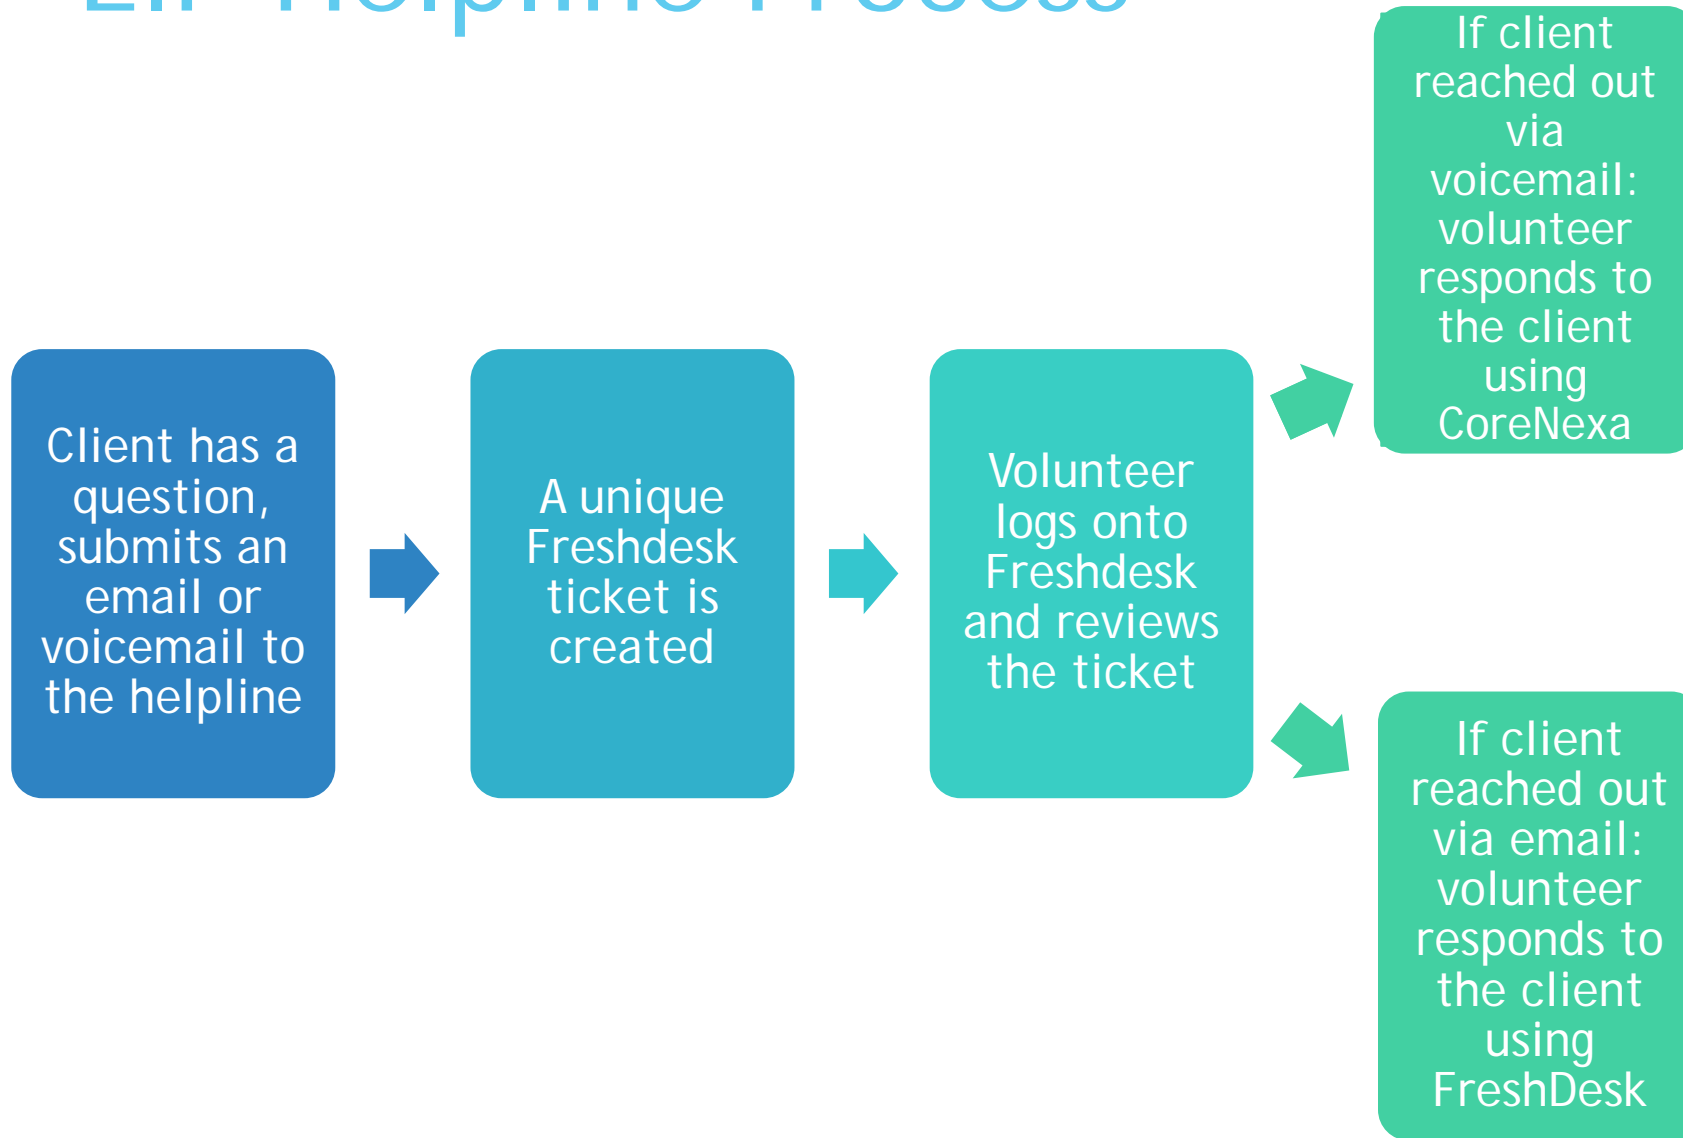 Helpline Process
Client has a
question,
submits an
email or
voicemail to
the helpline
A unique
Freshdesk
ticket is
created
Volunteer
logs onto
Freshdesk
and reviews
the ticket
If client
reached out
via
voicemail:
volunteer
responds to
the client
using
CoreNexa
If client
reached out
via email:
volunteer
responds to
the client
using
FreshDesk